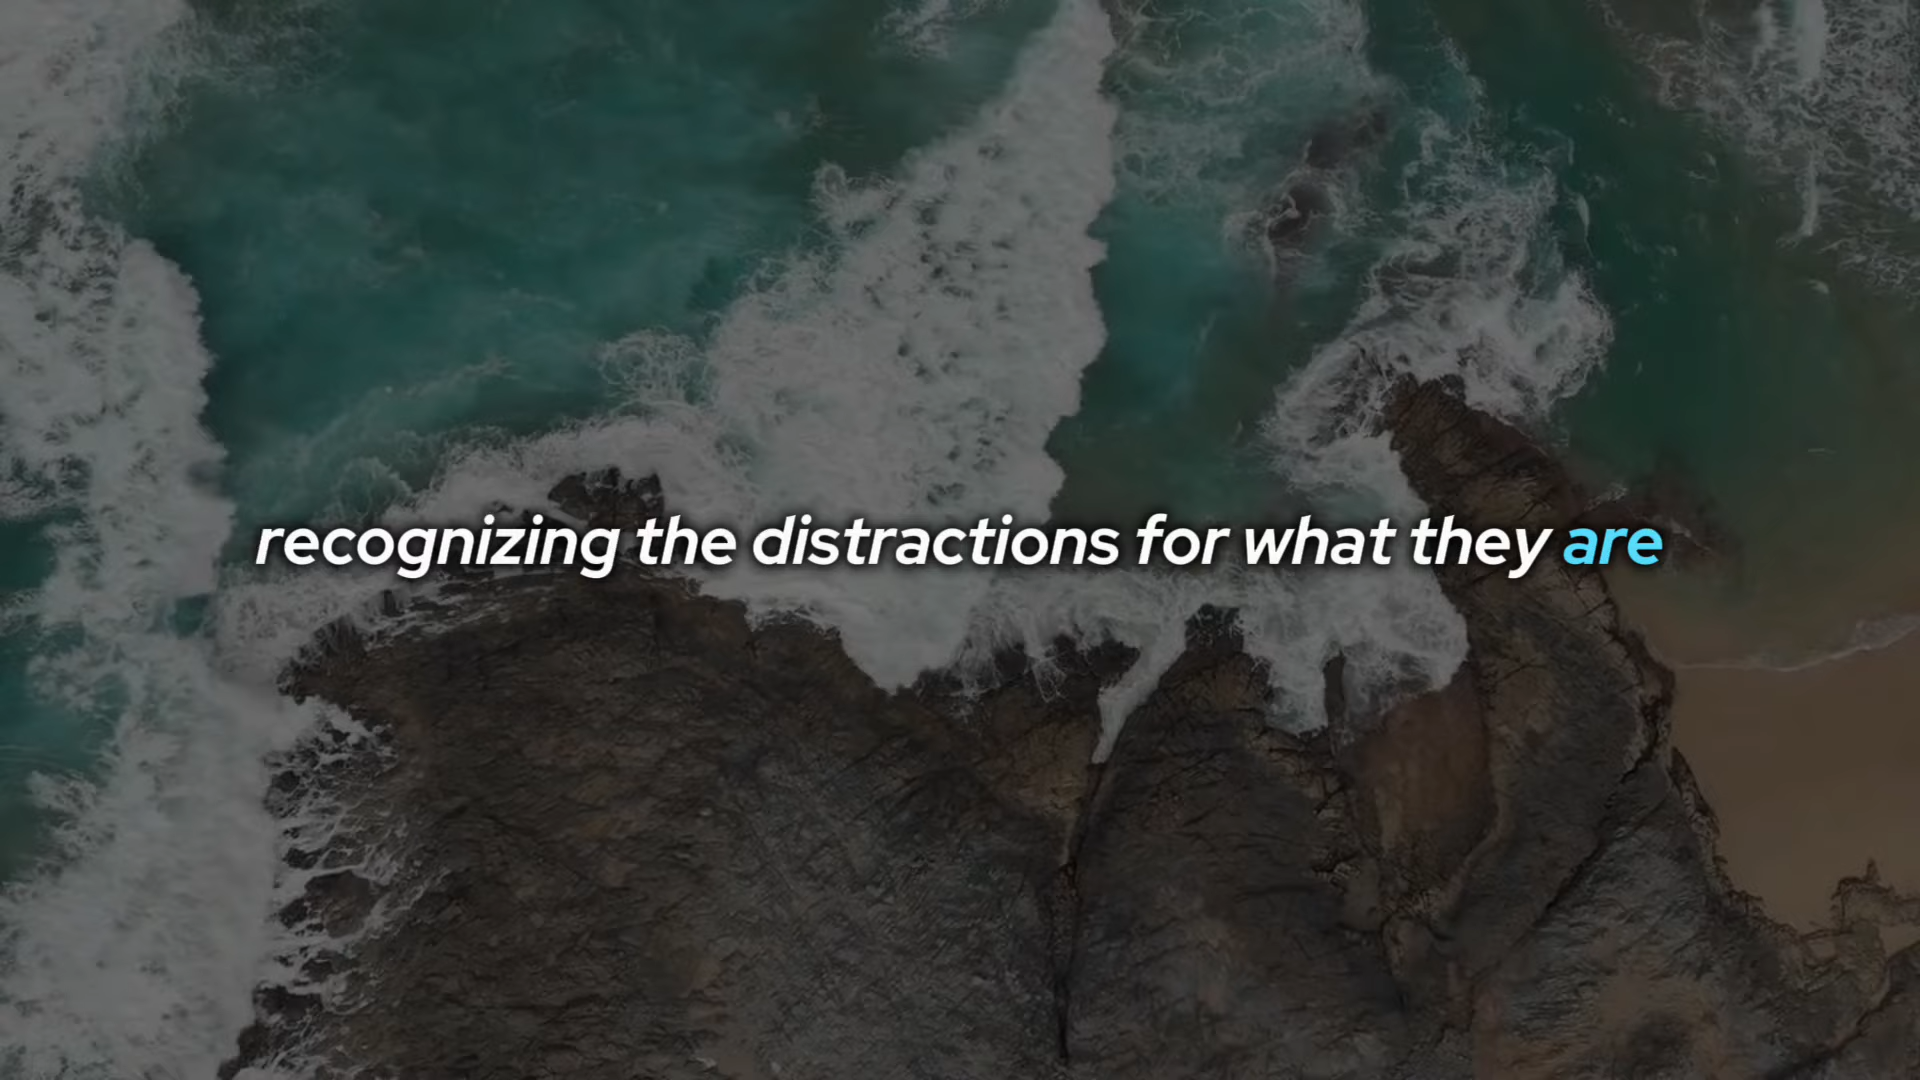 recognizing the distractions for what they are